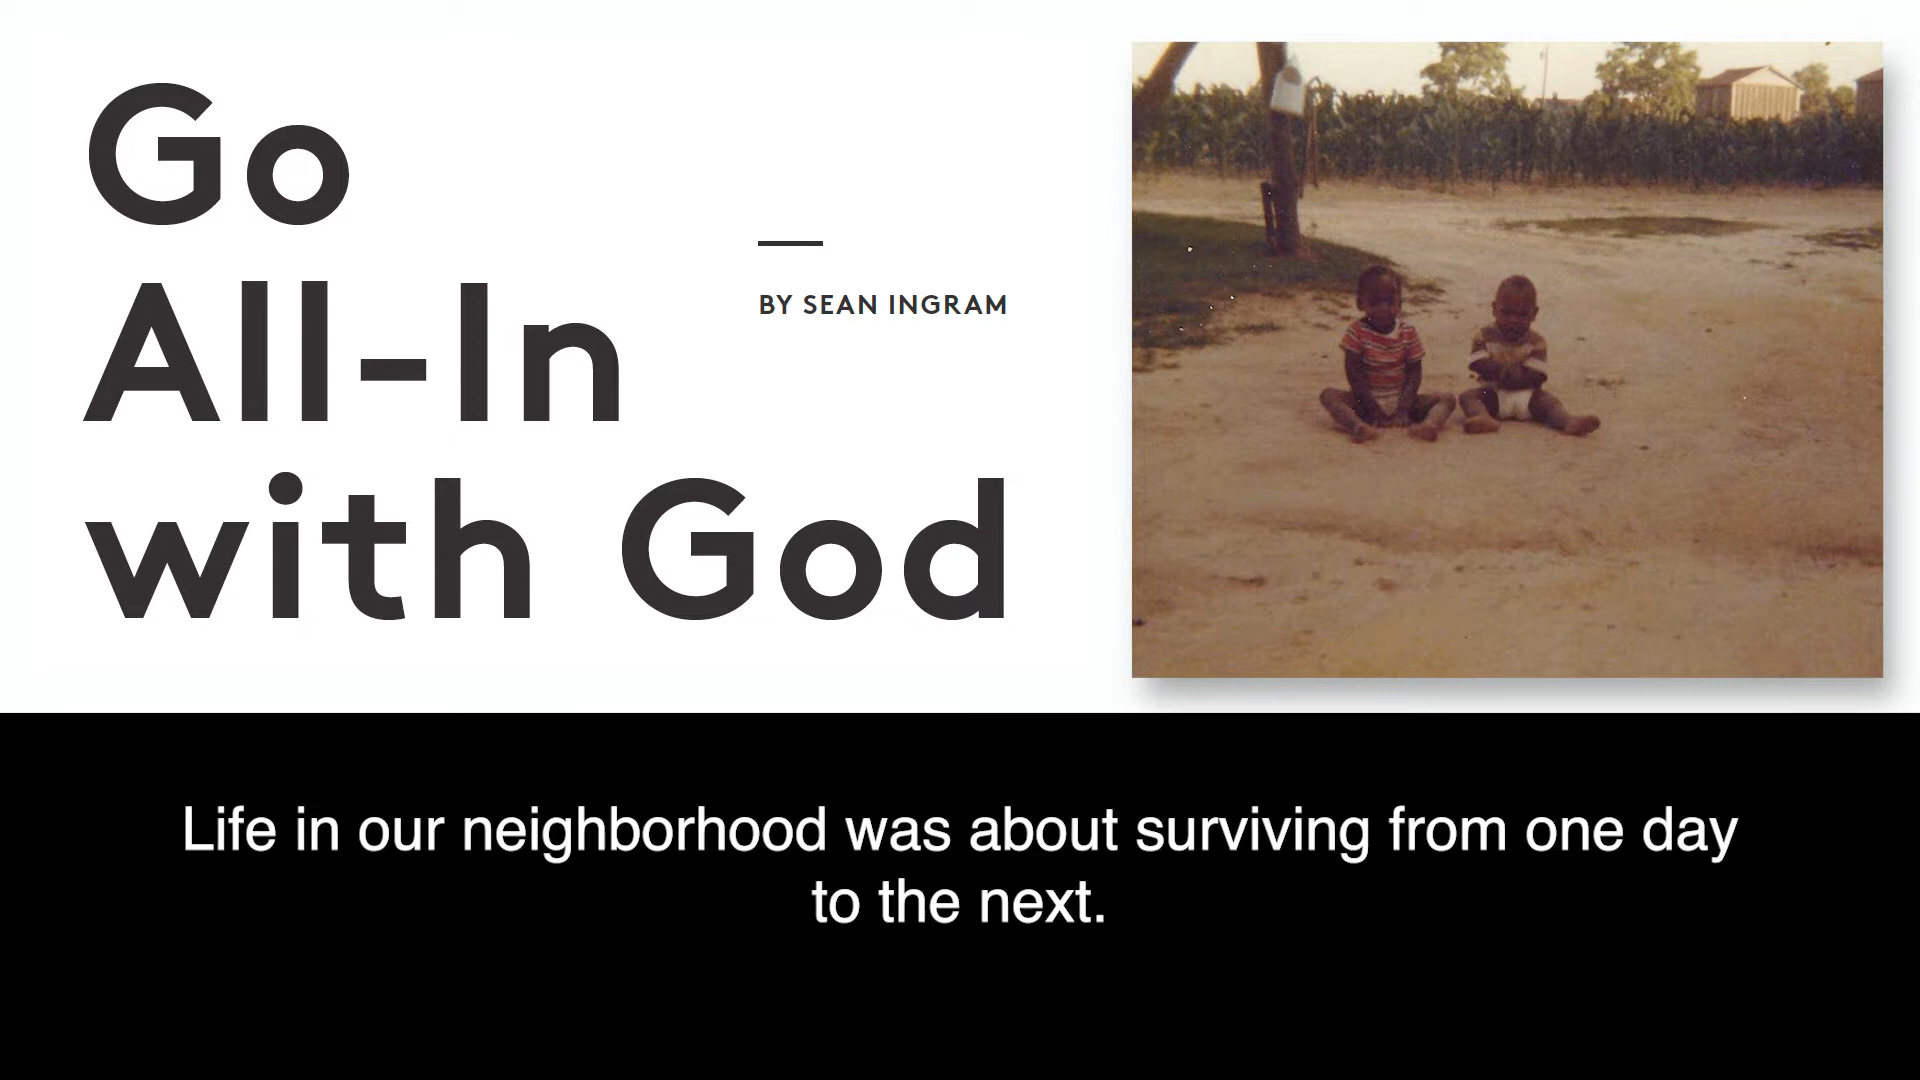 Go
All-In
with God
BY SEAN INGRAM
Life in our neighborhood was about surviving from one day
to the next.